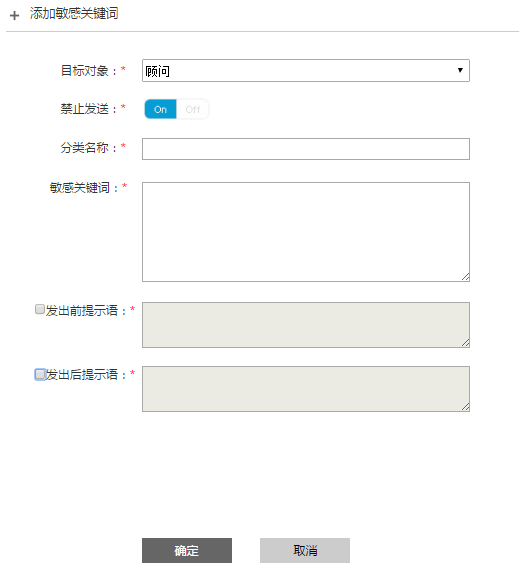 添加敏感关键词
目标对象：* 顾问
禁止发送：* On Off
分类名称：*
敏感关键词：*
发出前提示语：*
发出后提示语：*
确定 取消